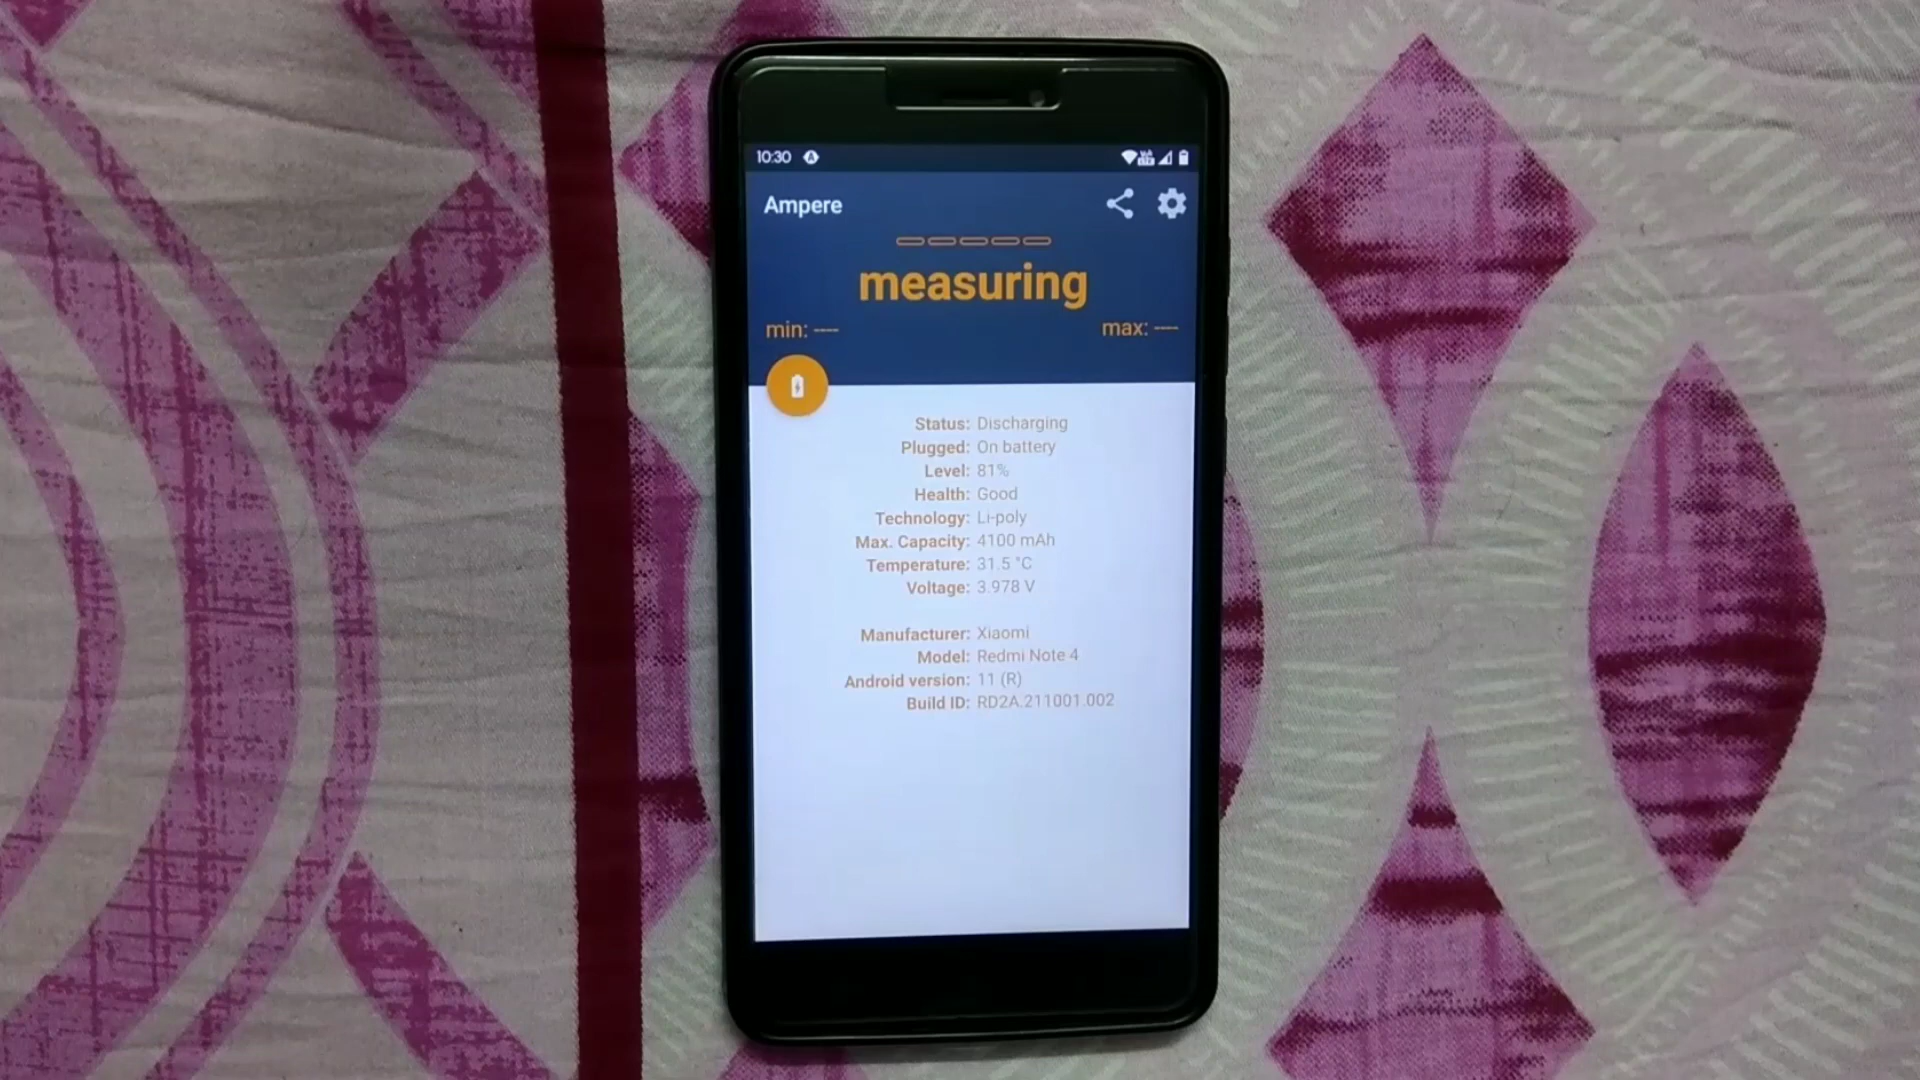 10:30
Ampere
measuring
min: ----
max: ----
Status: Discharging
Plugged: On battery
Level: 81%
Health: Good
Technology: Li-poly
Max. Capacity: 4100 mAh
Temperature: 31.5 °C
Voltage: 3.978 V
Manufacturer: Xiaomi
Model: Redmi Note 4
Android version: 11 (R)
Build ID: RD2A.211001.002